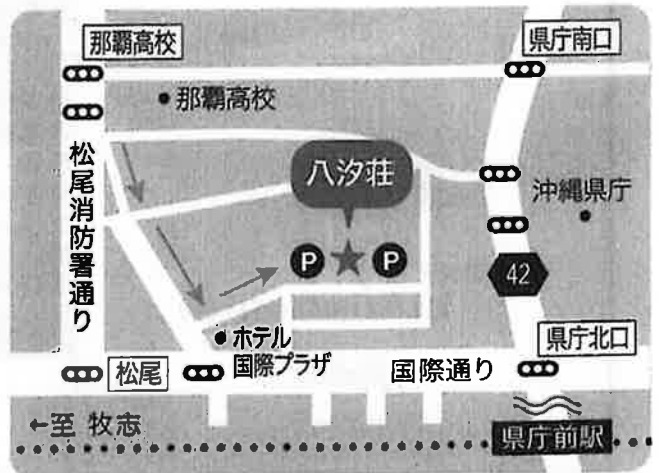 那覇高校
県庁南口
那覇高校
松尾消防署通り
八汐荘
沖縄県庁
P
P
42
ホテル
国際プラザ
県庁北口
松尾
国際通り
←至 牧志
県庁前駅